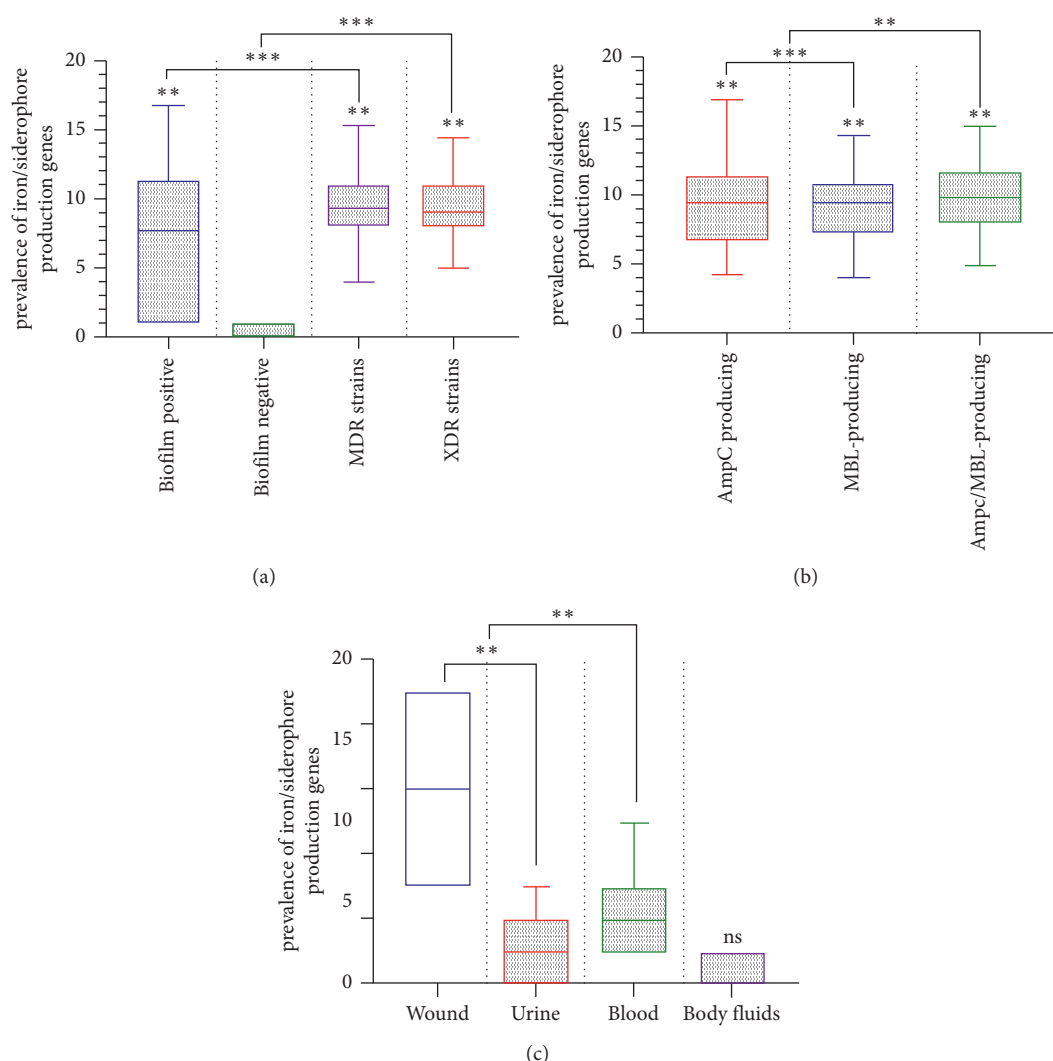 ***
***
**
**
**
20
15
10
5
0
prevalence of iron/siderophore
production genes
Biofilm positive
Biofilm negative
MDR strains
XDR strains
(a)
**
***
**
**
**
20
15
10
5
0
prevalence of iron/siderophore
production genes
AmpC producing
MBL-producing
Ampc/MBL-producing
(b)
**
**
20
15
10
5
0
prevalence of iron/siderophore
production genes
ns
Wound
Urine
Blood
Body fluids
(c)